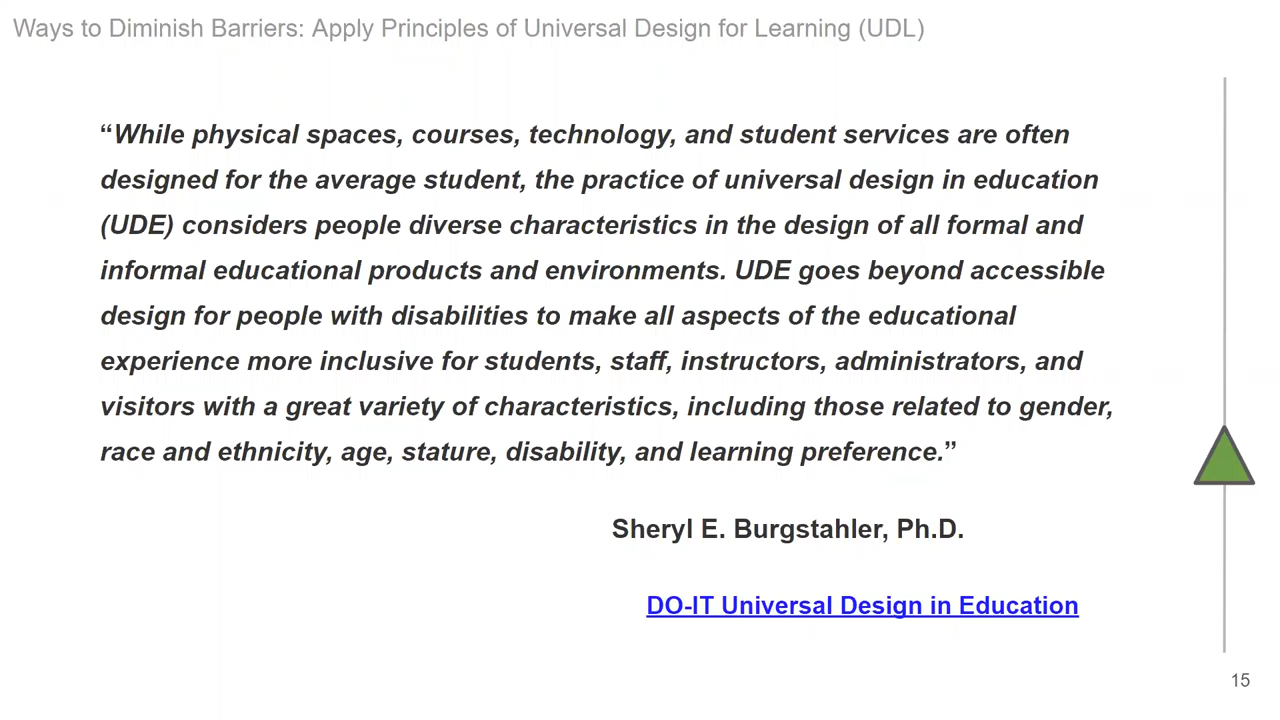 Ways to Diminish Barriers: Apply Principles of Universal Design for Learning (UDL)
“While physical spaces, courses, technology, and student services are often
designed for the average student, the practice of universal design in education
(UDE) considers people diverse characteristics in the design of all formal and
informal educational products and environments. UDE goes beyond accessible
design for people with disabilities to make all aspects of the educational
experience more inclusive for students, staff, instructors, administrators, and
visitors with a great variety of characteristics, including those related to gender,
race and ethnicity, age, stature, disability, and learning preference.”
Sheryl E. Burgstahler, Ph.D.
DO-IT Universal Design in Education
15